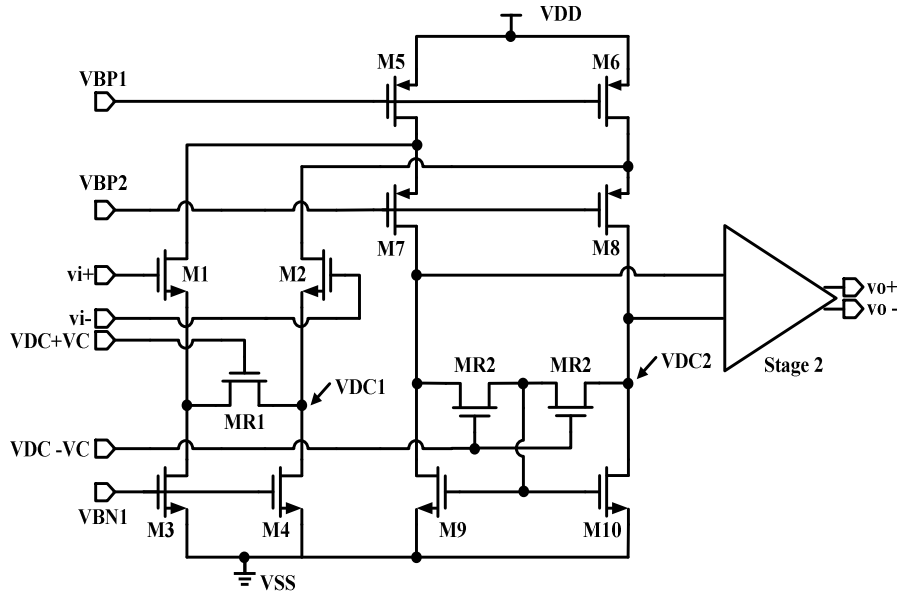 VDD
M5
M6
VBP1
VBP2
M7
M8
vi+
M1
M2
vi-
VDC+VC
vo+
vo -
Stage 2
MR2
MR2
VDC2
VDC1
MR1
VDC -VC
VBN1
M3
M4
M9
M10
VSS